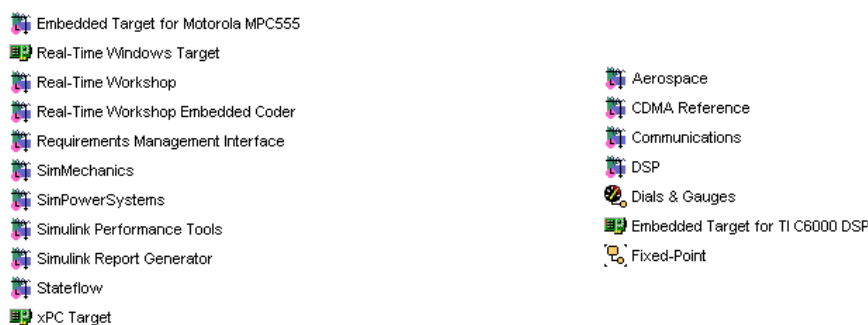 Embedded Target for Motorola MPC555
Real-Time Windows Target
Real-Time Workshop
Real-Time Workshop Embedded Coder
Requirements Management Interface
SimMechanics
SimPowerSystems
Simulink Performance Tools
Simulink Report Generator
Stateflow
xPC Target
Aerospace
CDMA Reference
Communications
DSP
Dials & Gauges
Embedded Target for TI C6000 DSP
Fixed-Point